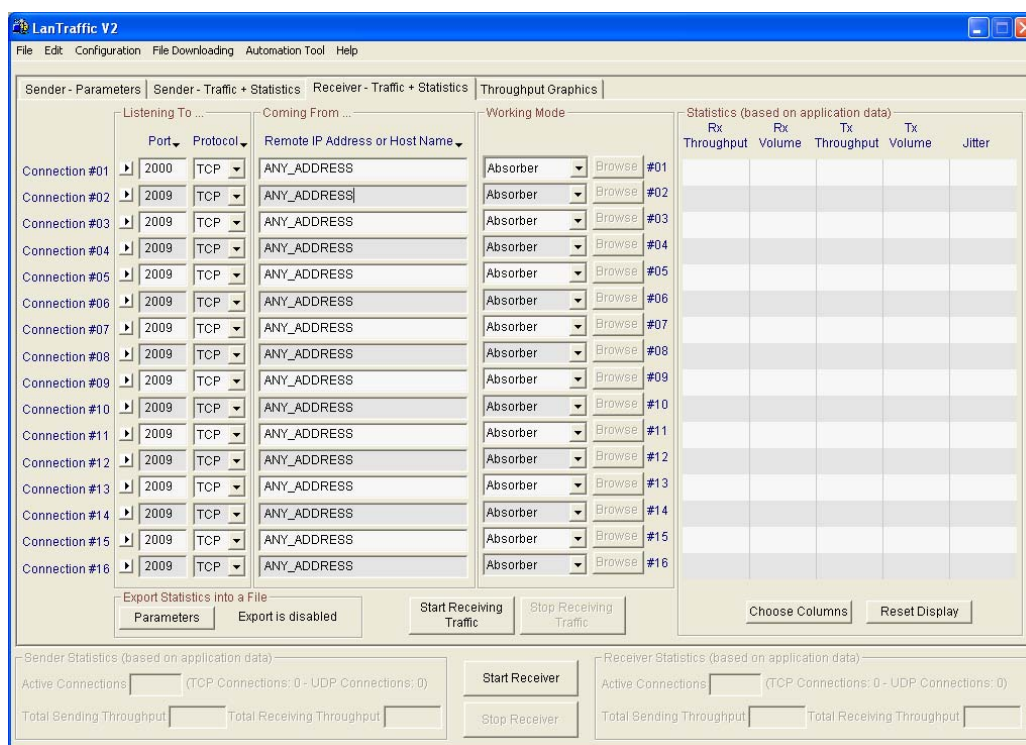 LanTraffic V2
File Edit Configuration File Downloading Automation Tool Help
Sender - Parameters Sender - Traffic + Statistics Receiver - Traffic + Statistics Throughput Graphics
Listening To ... Coming From ... Working Mode Statistics (based on application data)
Rx Rx Tx Tx
Port Protocol Remote IP Address or Host Name Throughput Volume Throughput Volume Jitter
Connection #01 2000 TCP ANY_ADDRESS Absorber Browse #01
Connection #02 2009 TCP ANY_ADDRESS Absorber Browse #02
Connection #03 2009 TCP ANY_ADDRESS Absorber Browse #03
Connection #04 2009 TCP ANY_ADDRESS Absorber Browse #04
Connection #05 2009 TCP ANY_ADDRESS Absorber Browse #05
Connection #06 2009 TCP ANY_ADDRESS Absorber Browse #06
Connection #07 2009 TCP ANY_ADDRESS Absorber Browse #07
Connection #08 2009 TCP ANY_ADDRESS Absorber Browse #08
Connection #09 2009 TCP ANY_ADDRESS Absorber Browse #09
Connection #10 2009 TCP ANY_ADDRESS Absorber Browse #10
Connection #11 2009 TCP ANY_ADDRESS Absorber Browse #11
Connection #12 2009 TCP ANY_ADDRESS Absorber Browse #12
Connection #13 2009 TCP ANY_ADDRESS Absorber Browse #13
Connection #14 2009 TCP ANY_ADDRESS Absorber Browse #14
Connection #15 2009 TCP ANY_ADDRESS Absorber Browse #15
Connection #16 2009 TCP ANY_ADDRESS Absorber Browse #16
Export Statistics into a File
Parameters Export is disabled
Start Receiving Traffic
Stop Receiving Traffic
Choose Columns Reset Display
Sender Statistics (based on application data)
Active Connections (TCP Connections: 0 - UDP Connections: 0)
Total Sending Throughput Total Receiving Throughput
Start Receiver
Stop Receiver
Receiver Statistics (based on application data)
Active Connections (TCP Connections: 0 - UDP Connections: 0)
Total Sending Throughput Total Receiving Throughput